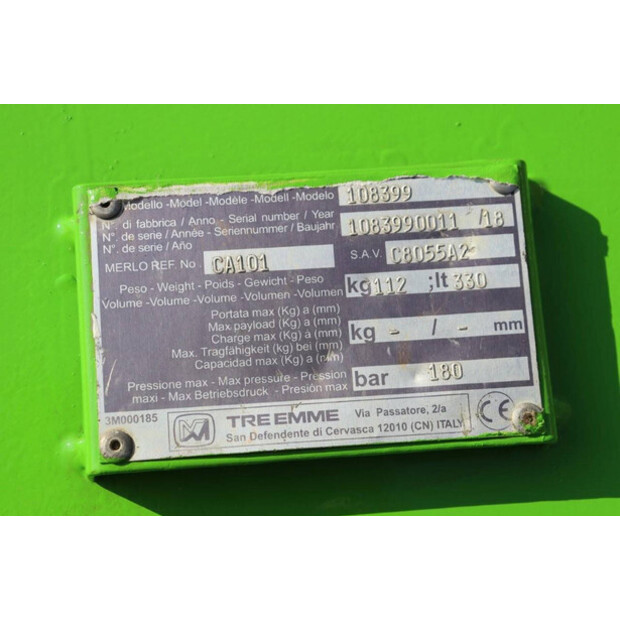 Modello -Model -Modèle -Modell -Modelo 108399
N° di fabbrica / Anno - Serial number / Year
N° de serie / Année - Seriennummer / Baujahr 1083990011 /18
N° de serie / Año
MERLO REF. No CA101 S.A.V. C8055A2
Peso - Weight - Poids - Gewicht - Peso kg 112 ;lt 330
Volume -Volume -Volume -Volumen -Volumen
Portata max (Kg) a (mm)
Max payload (Kg) a (mm)
Charge max (Kg) à (mm) kg - / - mm
Max. Tragfähigkeit (kg) bei (mm)
Capacidad max (Kg) a (mm)
Pressione max - Max pressure - Pression bar 180
maxi - Max Betriebsdruck - Presión max
3M000185 TRE EMME Via Passatore, 2/a CE
San Defendente di Cervasca 12010 (CN) ITALY